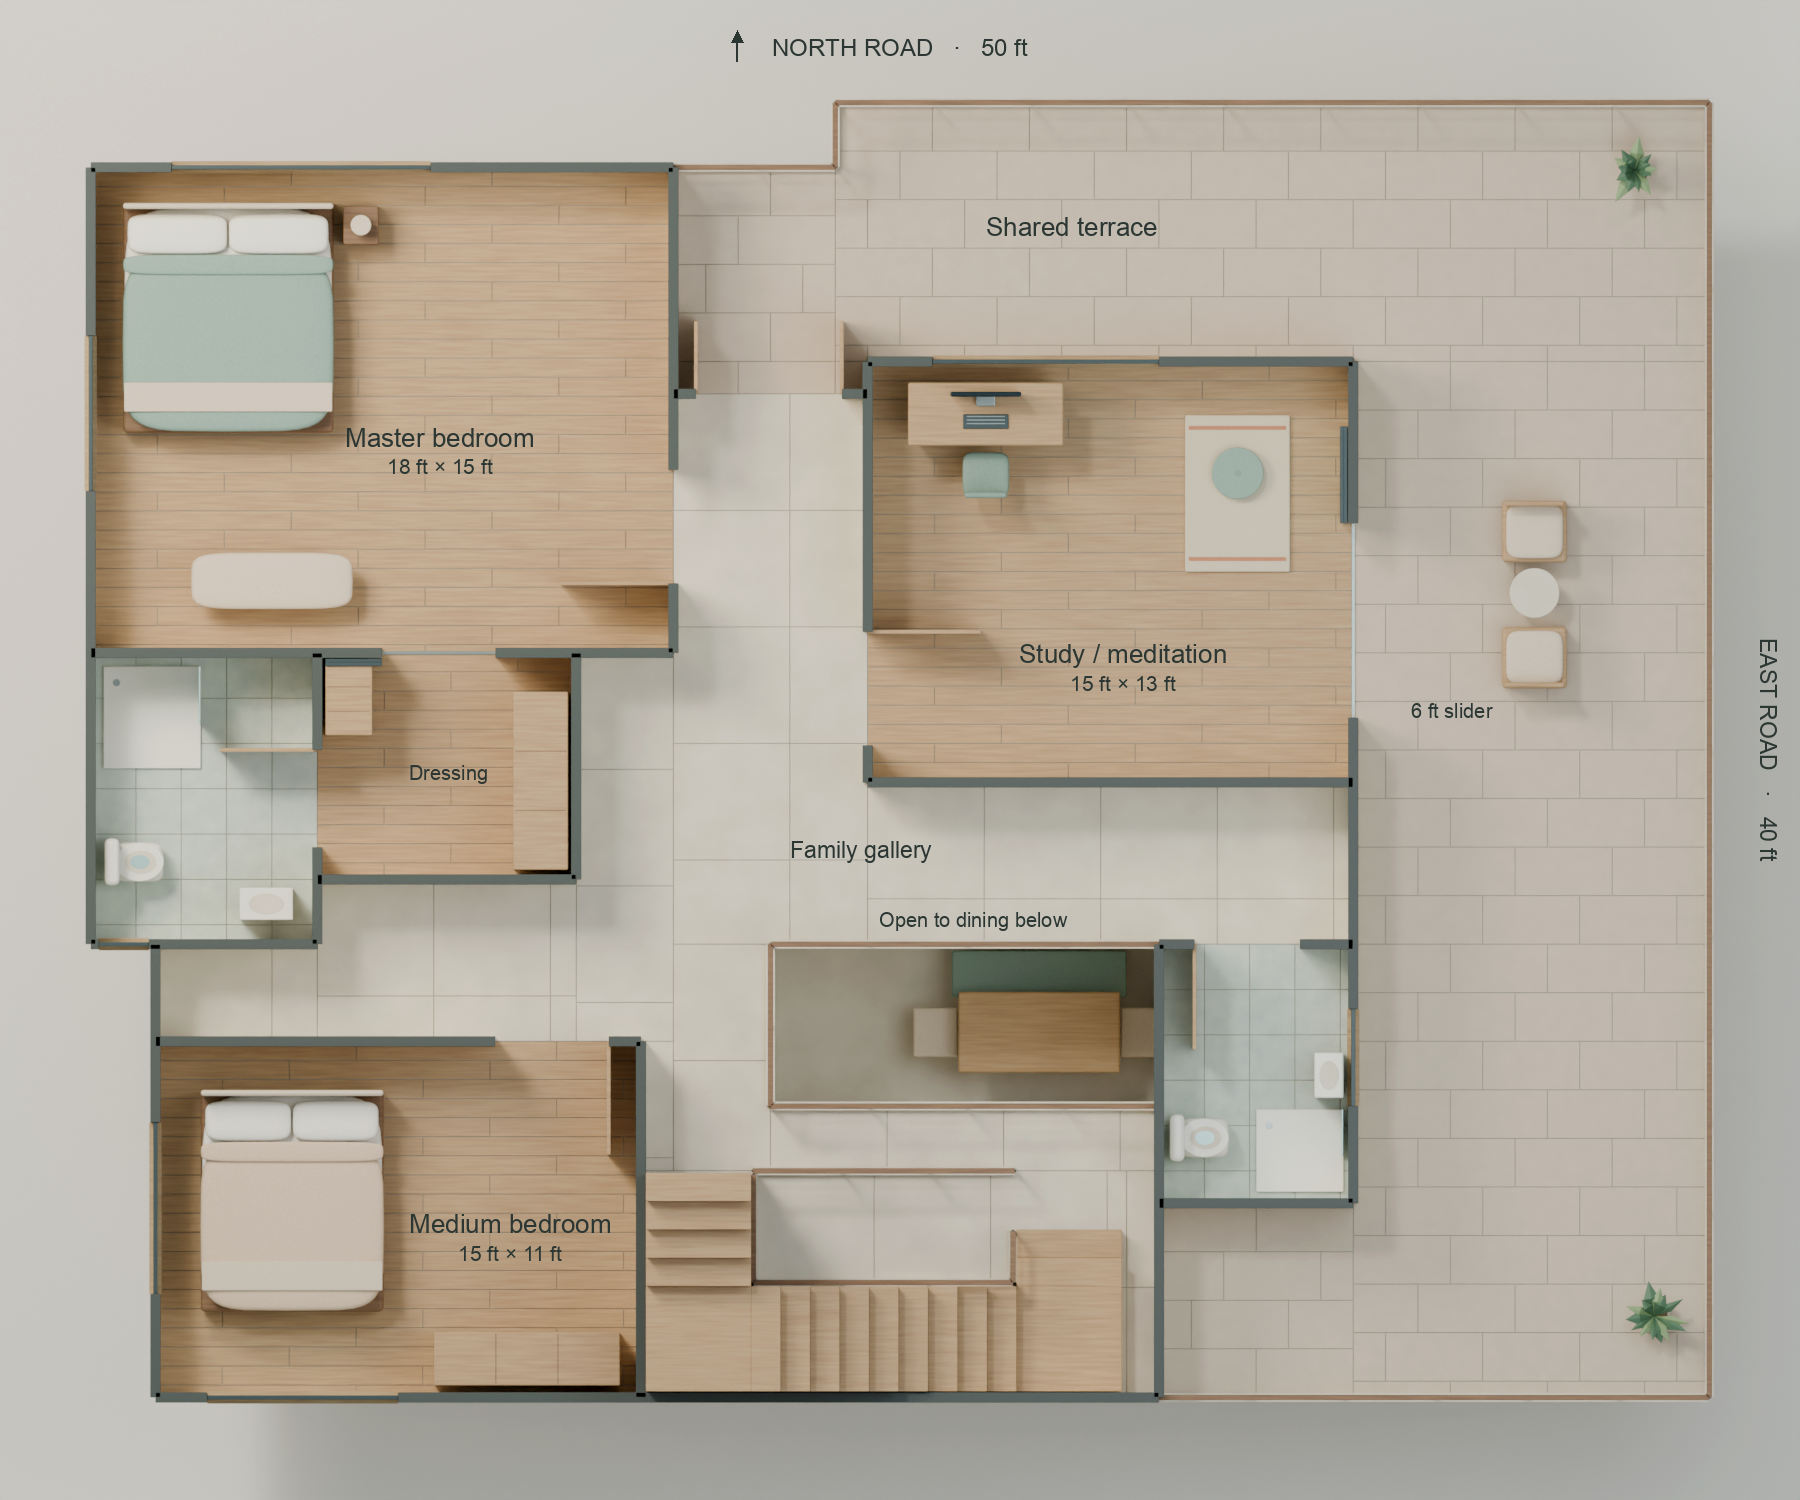 NORTH ROAD · 50 ft
Shared terrace
Master bedroom
18 ft × 15 ft
Study / meditation
15 ft × 13 ft
6 ft slider
EAST ROAD · 40 ft
Dressing
Family gallery
Open to dining below
Medium bedroom
15 ft × 11 ft